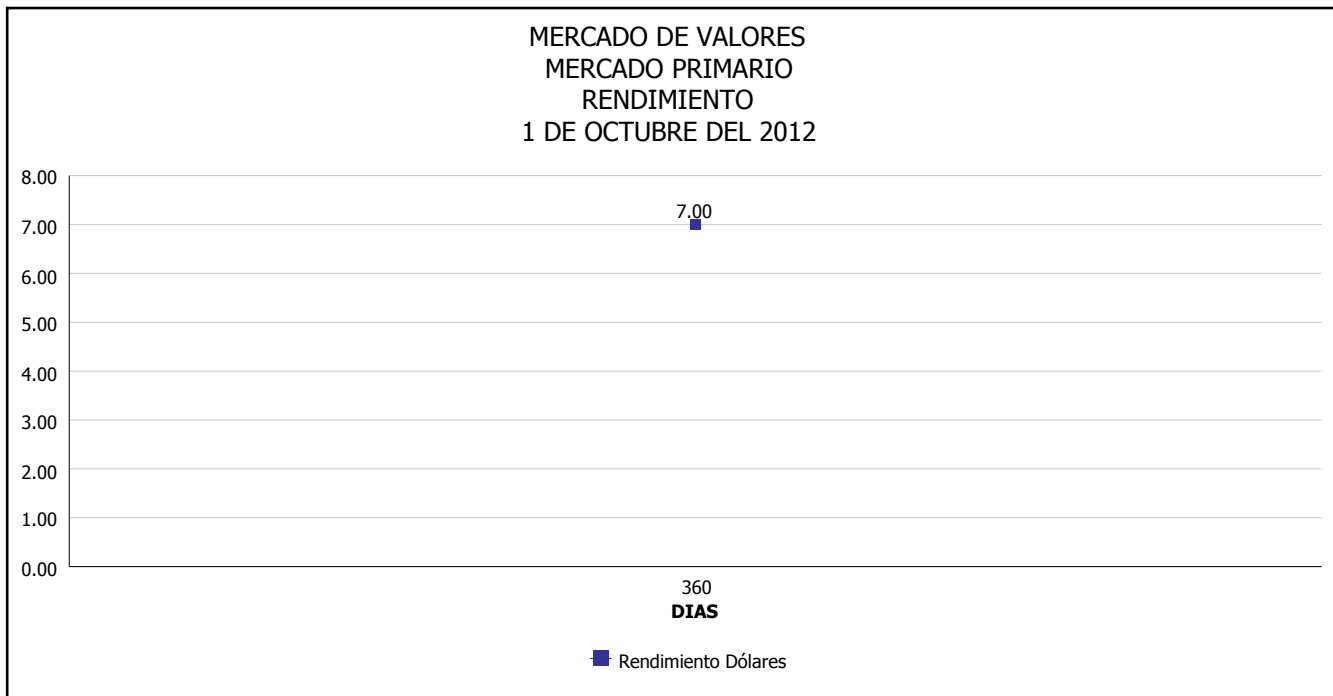 MERCADO DE VALORES
MERCADO PRIMARIO
RENDIMIENTO
1 DE OCTUBRE DEL 2012
8.00
7.00
7.00
6.00
5.00
4.00
3.00
2.00
1.00
0.00
360
DIAS
Rendimiento Dólares